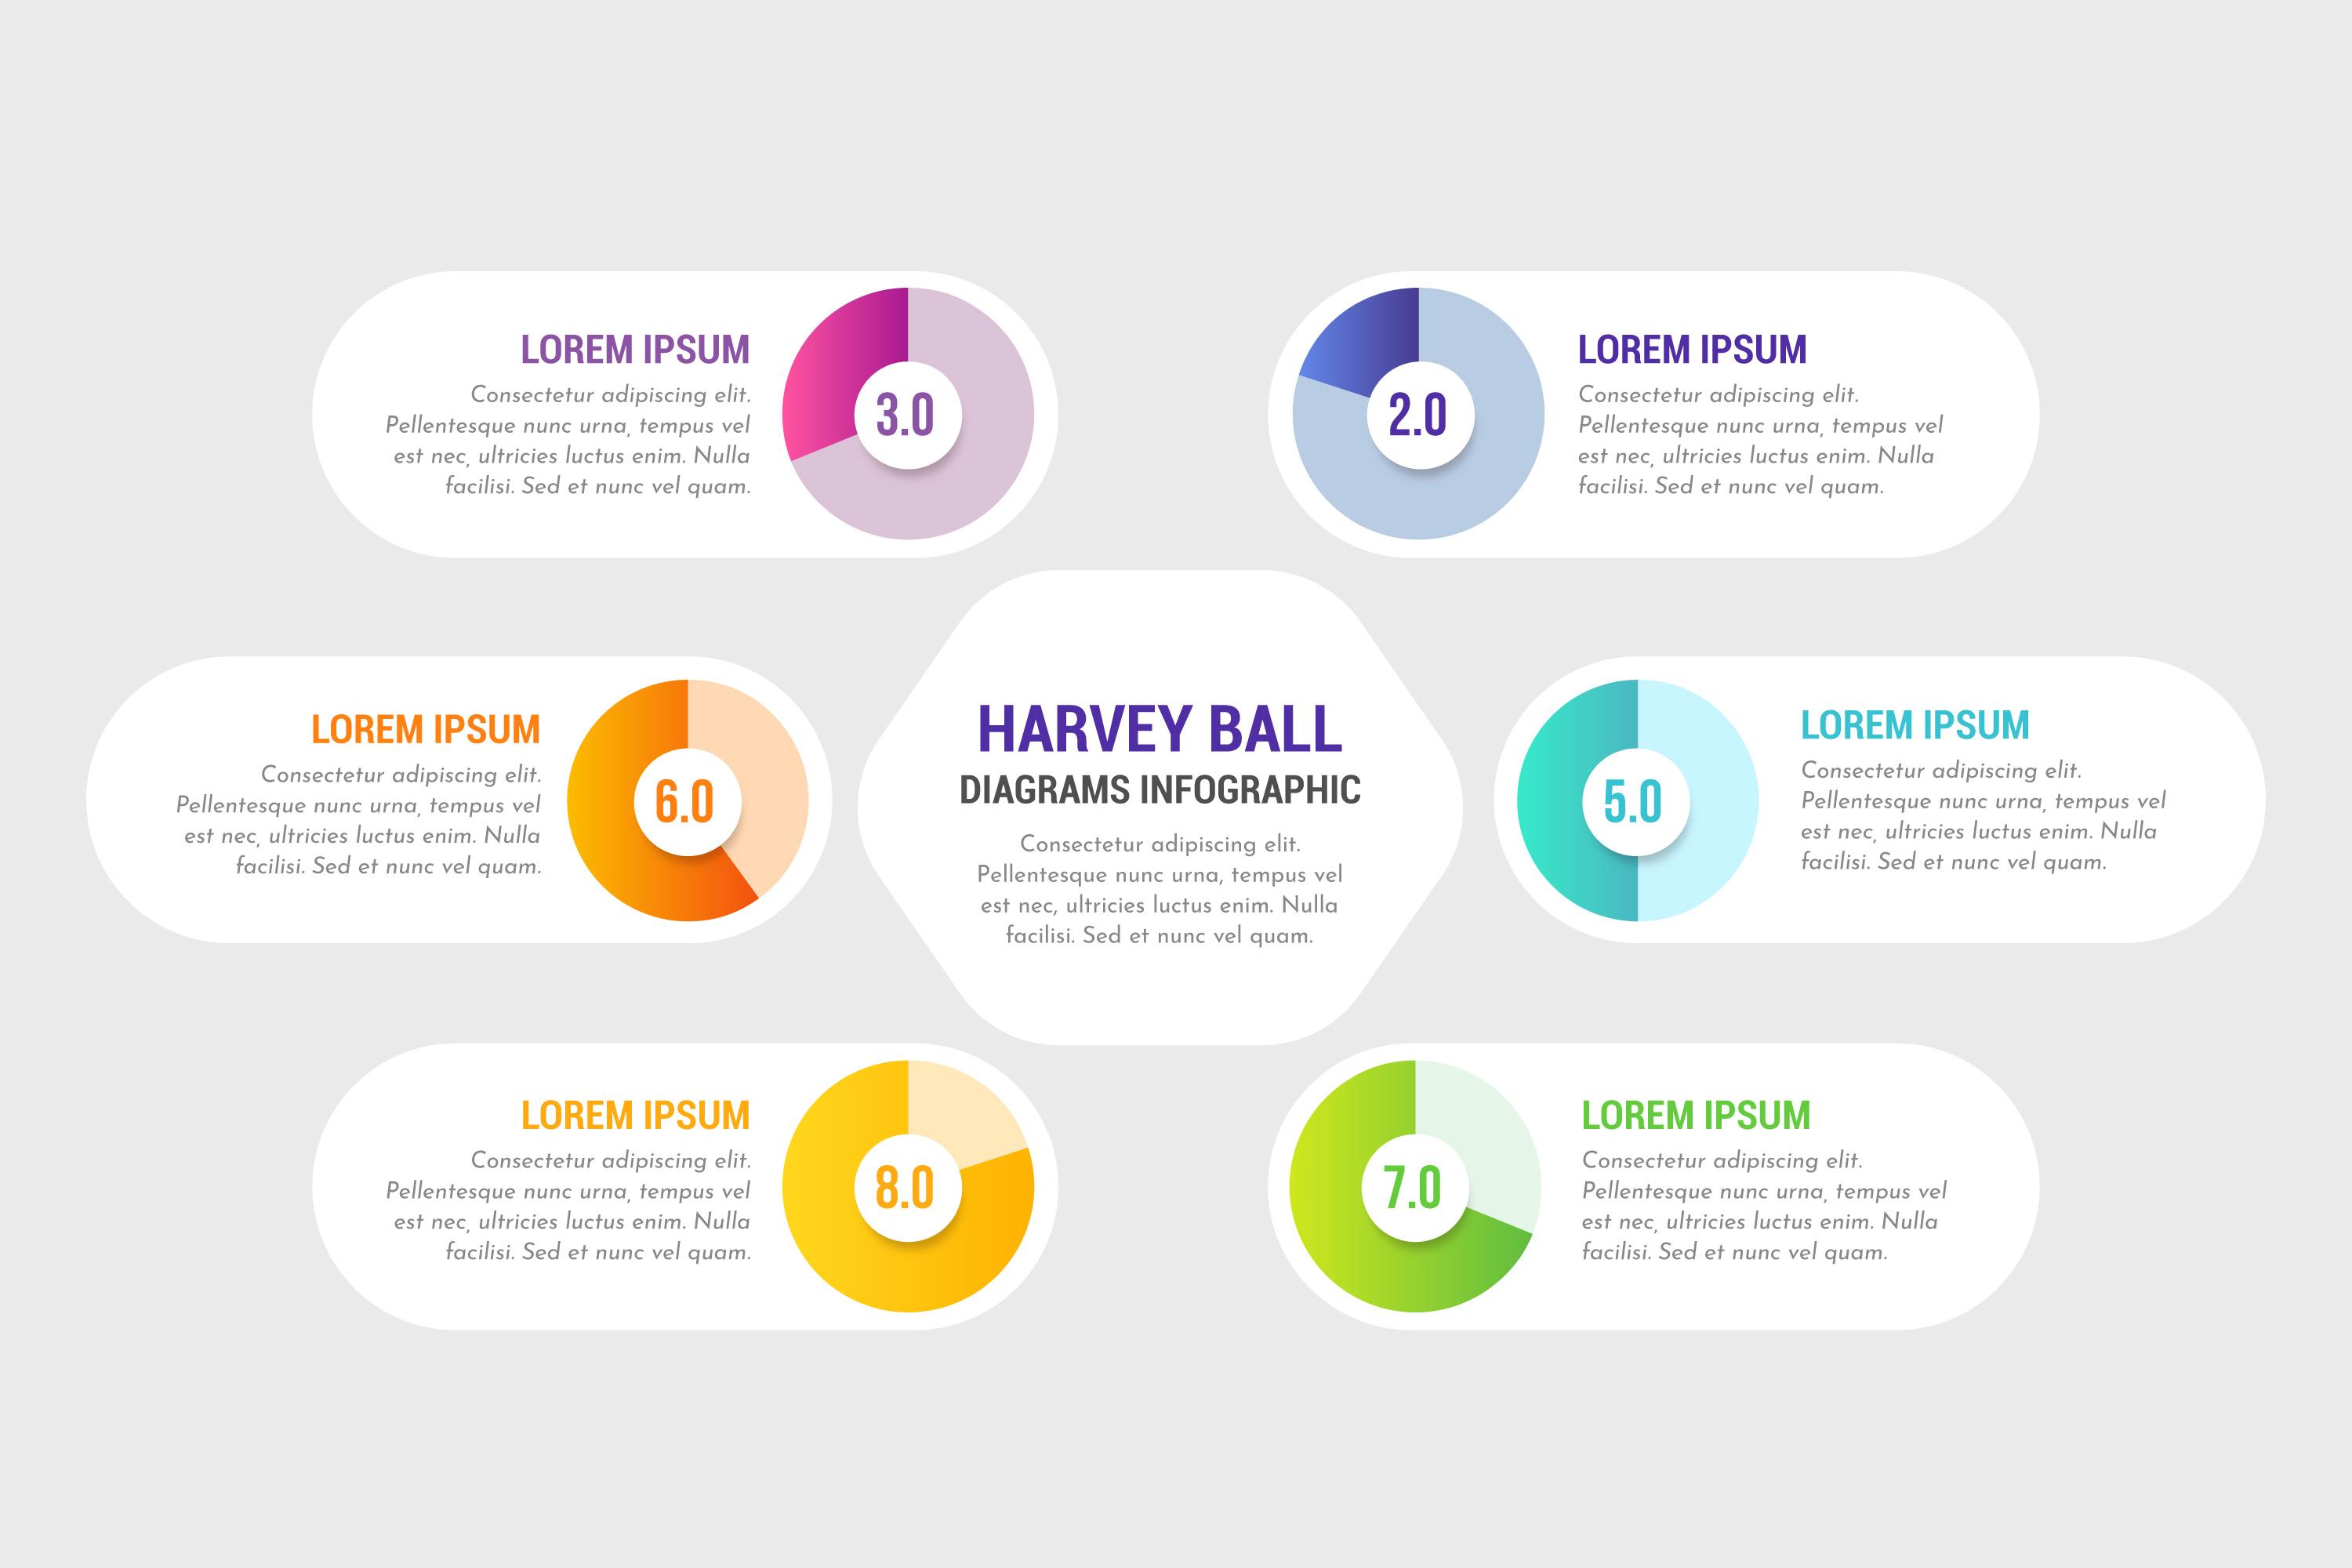 LOREM IPSUM
Consectetur adipiscing elit.
Pellentesque nunc urna, tempus vel
est nec, ultricies luctus enim. Nulla
facilisi. Sed et nunc vel quam.
3.0
2.0
LOREM IPSUM
Consectetur adipiscing elit.
Pellentesque nunc urna, tempus vel
est nec, ultricies luctus enim. Nulla
facilisi. Sed et nunc vel quam.
LOREM IPSUM
Consectetur adipiscing elit.
Pellentesque nunc urna, tempus vel
est nec, ultricies luctus enim. Nulla
facilisi. Sed et nunc vel quam.
6.0
HARVEY BALL
DIAGRAMS INFOGRAPHIC
Consectetur adipiscing elit.
Pellentesque nunc urna, tempus vel
est nec, ultricies luctus enim. Nulla
facilisi. Sed et nunc vel quam.
5.0
LOREM IPSUM
Consectetur adipiscing elit.
Pellentesque nunc urna, tempus vel
est nec, ultricies luctus enim. Nulla
facilisi. Sed et nunc vel quam.
LOREM IPSUM
Consectetur adipiscing elit.
Pellentesque nunc urna, tempus vel
est nec, ultricies luctus enim. Nulla
facilisi. Sed et nunc vel quam.
8.0
7.0
LOREM IPSUM
Consectetur adipiscing elit.
Pellentesque nunc urna, tempus vel
est nec, ultricies luctus enim. Nulla
facilisi. Sed et nunc vel quam.